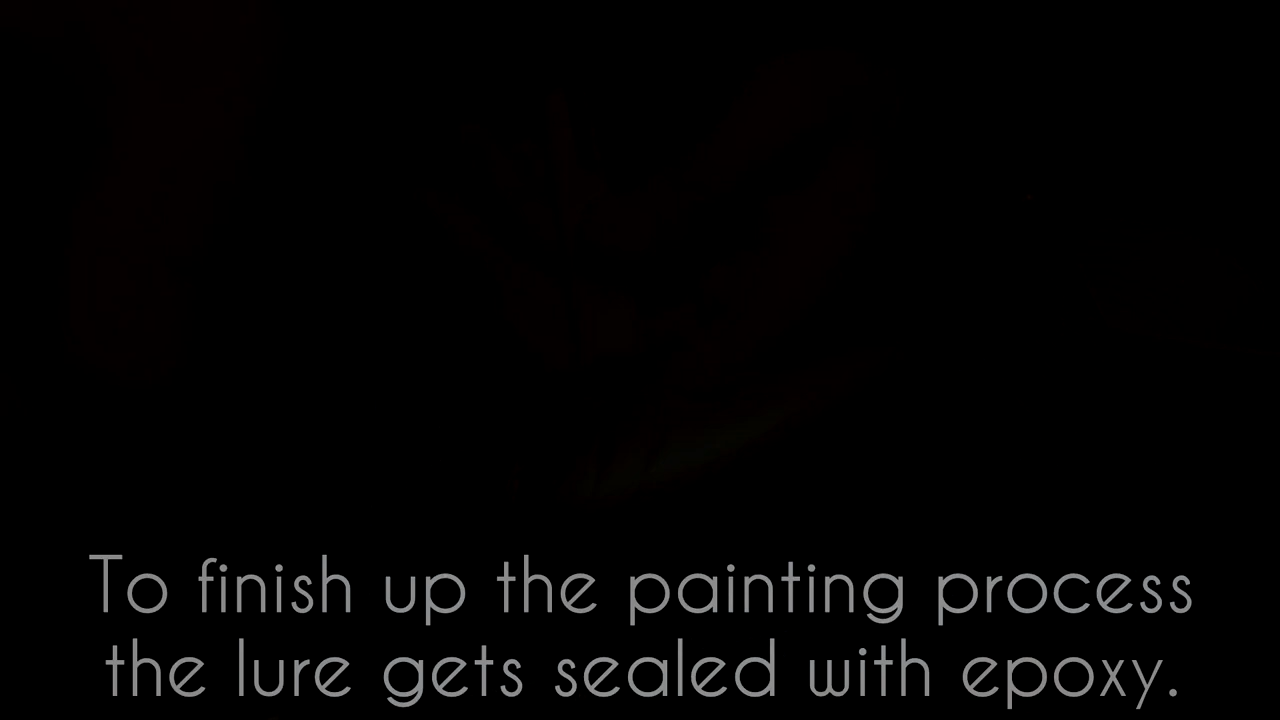 To finish up the painting process
the lure gets sealed with epoxy.